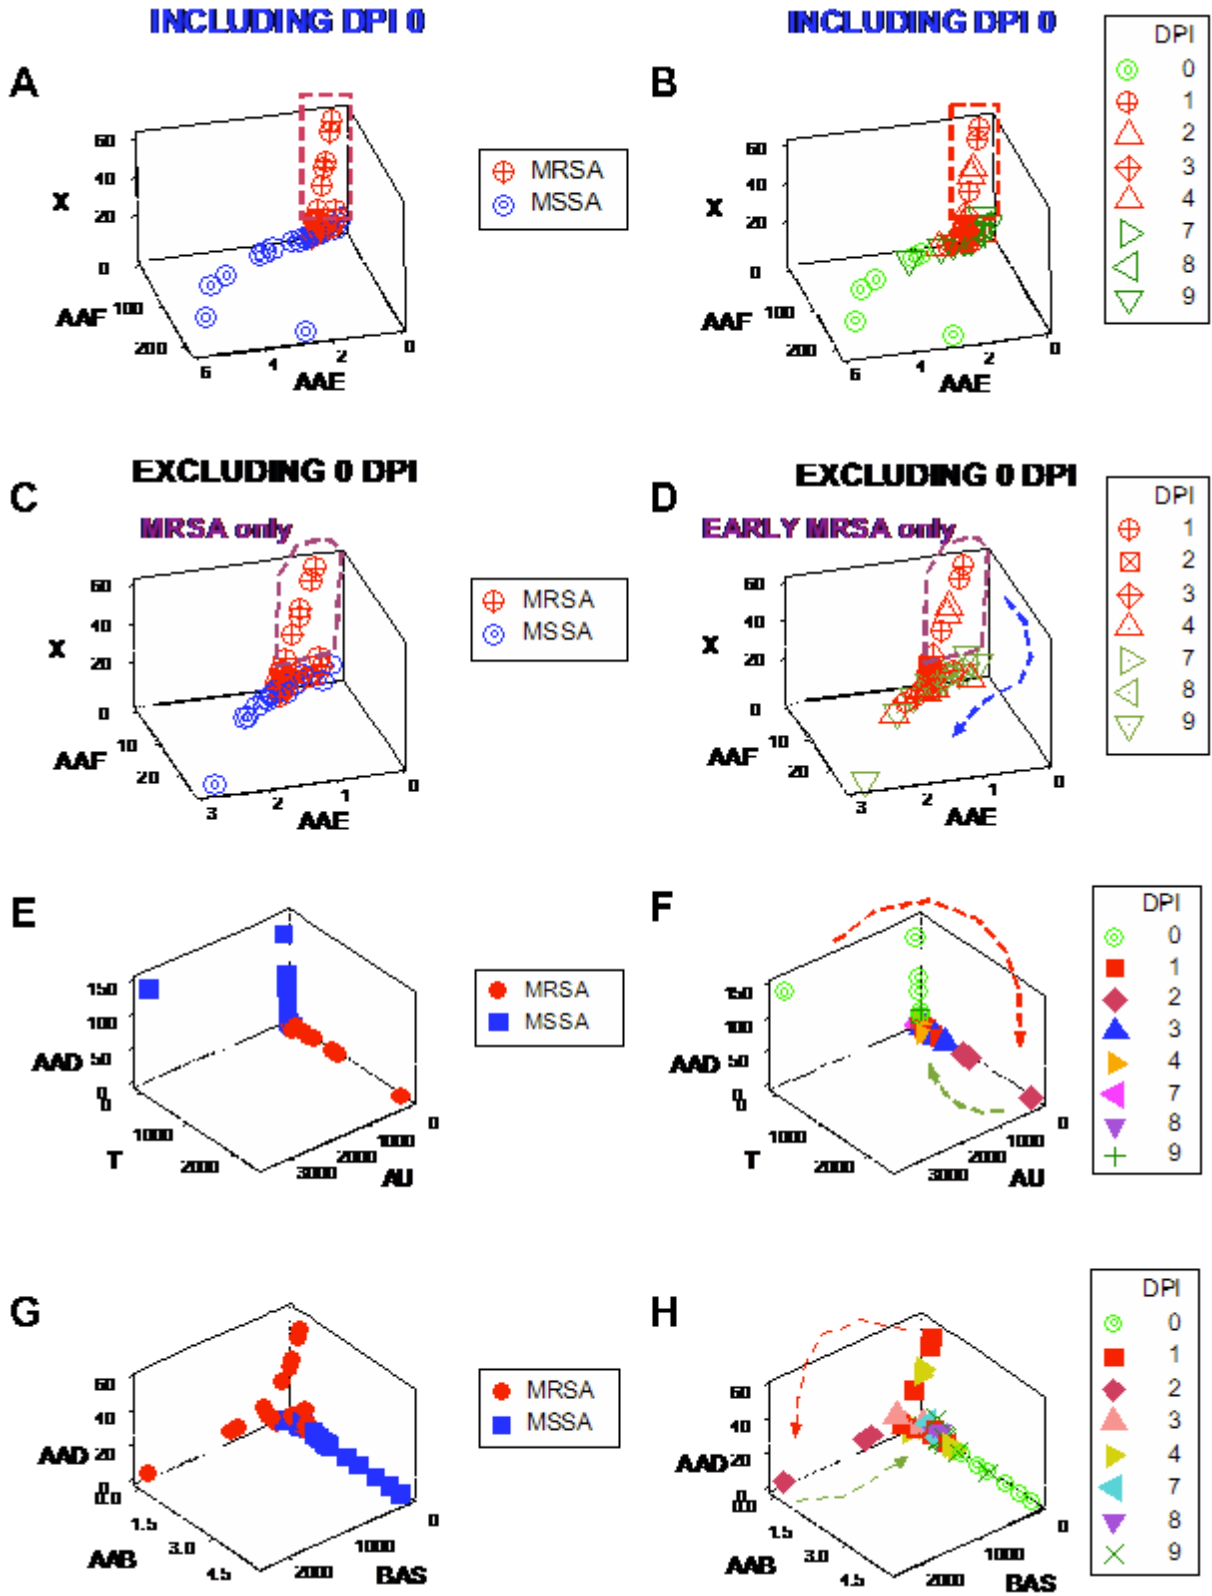 INCLUDING DPI 0
INCLUDING DPI 0
A
60
40
X
20
0
AAF
100
200
6
4
2
0
AAE
MRSA
MSSA
B
60
40
X
20
0
AAF
100
200
6
4
2
0
AAE
DPI
0
1
2
3
4
7
8
9
EXCLUDING 0 DPI
EXCLUDING 0 DPI
C
MRSA only
60
40
X
20
0
AAF
10
20
3
2
1
0
AAE
MRSA
MSSA
D
EARLY MRSA only
60
40
X
20
0
AAF
10
20
3
2
1
0
AAE
DPI
1
2
3
4
7
8
9
E
150
100
AAD
50
0
0
1000
T
2000
3000
2000
1000
0
AU
MRSA
MSSA
F
150
100
AAD
50
0
0
1000
T
2000
3000
2000
1000
0
AU
DPI
0
1
2
3
4
7
8
9
G
60
40
AAD
20
0
0.0
1.5
AAB
3.0
4.5
2000
1000
0
BAS
MRSA
MSSA
H
60
40
AAD
20
0
0.0
1.5
AAB
3.0
4.5
2000
1000
0
BAS
DPI
0
1
2
3
4
7
8
9